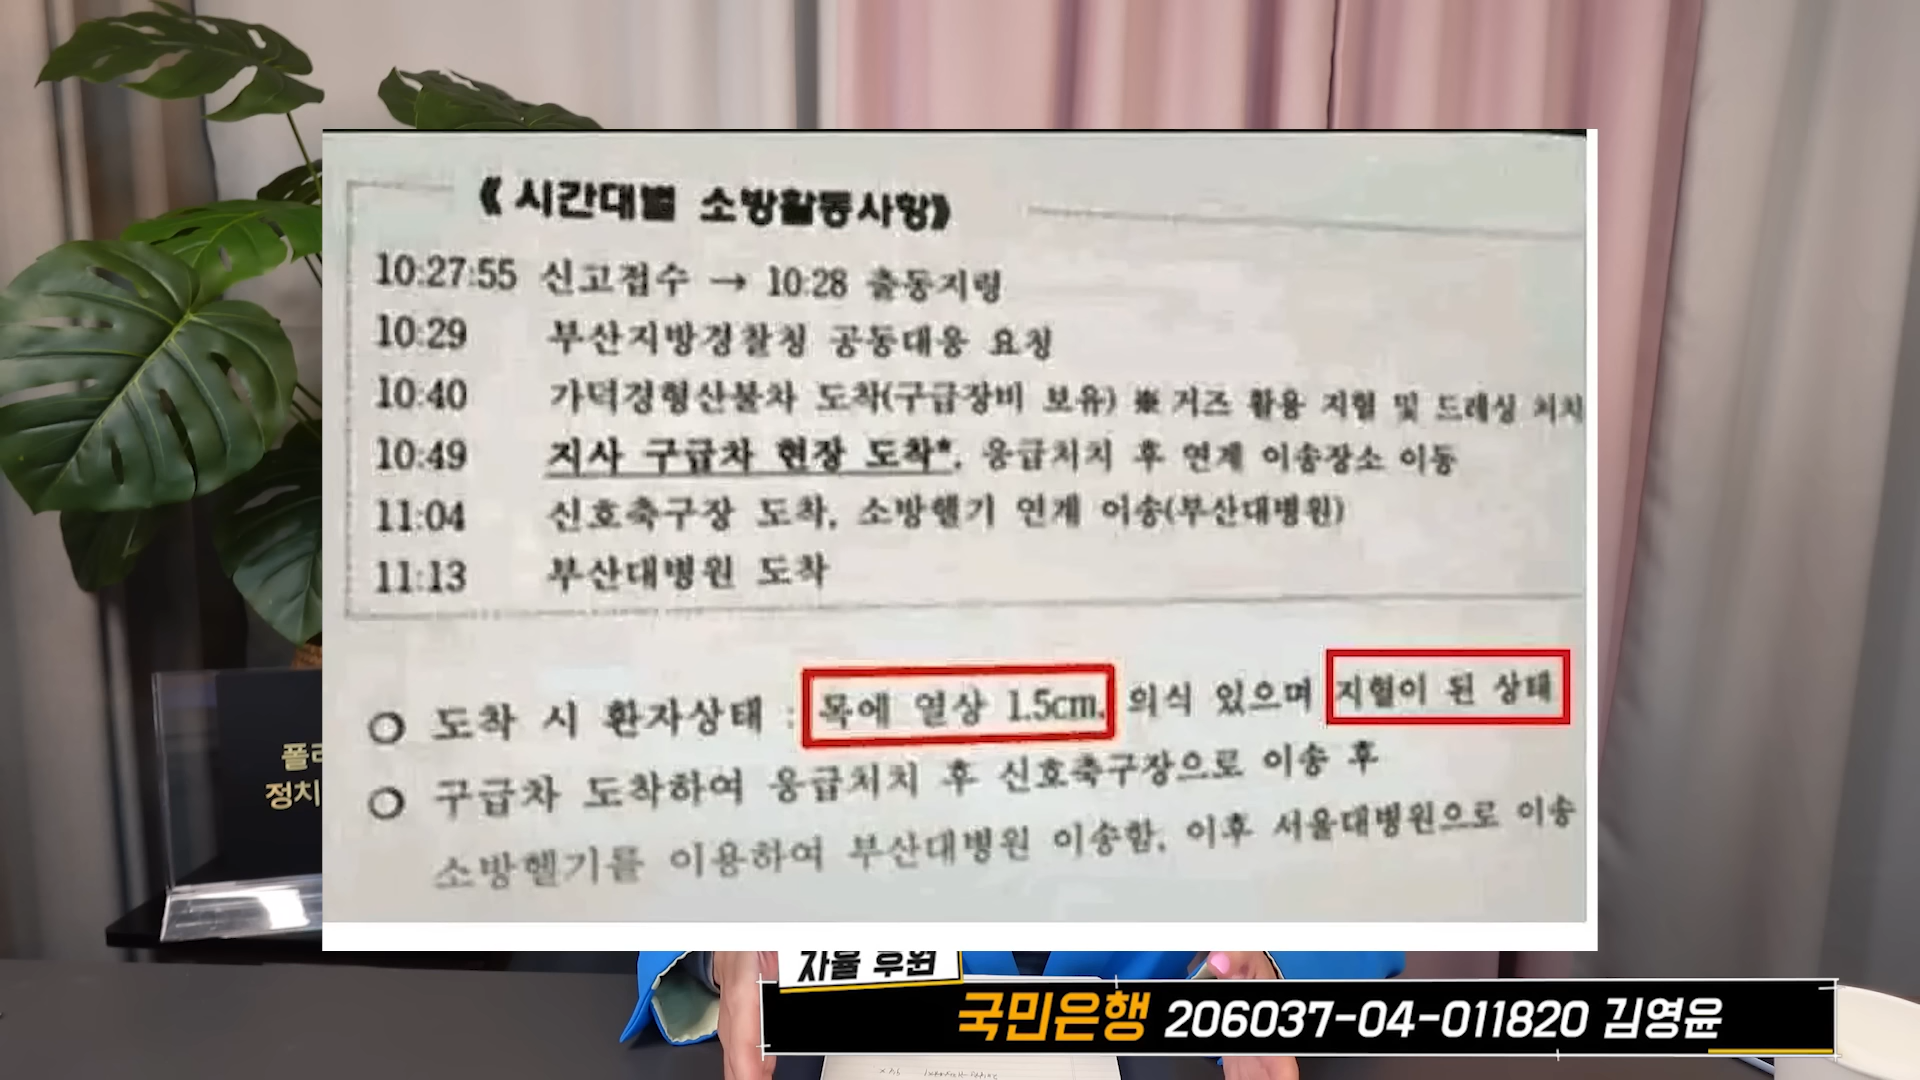 《 시간대별 소방활동사항》
10:27:55 신고접수 → 10:28 출동지령
10:29 부산지방경찰청 공동대응 요청
10:40 가덕경형산불차 도착(구급장비 보유) ※ 거즈 활용 지혈 및 드레싱 처치
10:49 지사 구급차 현장 도착*, 응급처치 후 연계 이송장소 이동
11:04 신호축구장 도착, 소방헬기 연계 이송(부산대병원)
11:13 부산대병원 도착
○ 도착 시 환자상태 : 목에 열상 1.5cm, 의식 있으며 지혈이 된 상태
○ 구급차 도착하여 응급처치 후 신호축구장으로 이송 후
소방헬기를 이용하여 부산대병원 이송함, 이후 서울대병원으로 이송
정치
자율 후원
국민은행 206037-04-011820 김영윤